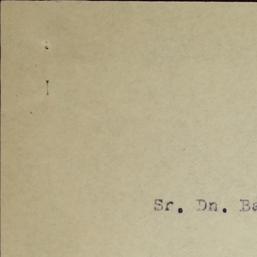 Sr. Dn. Ba